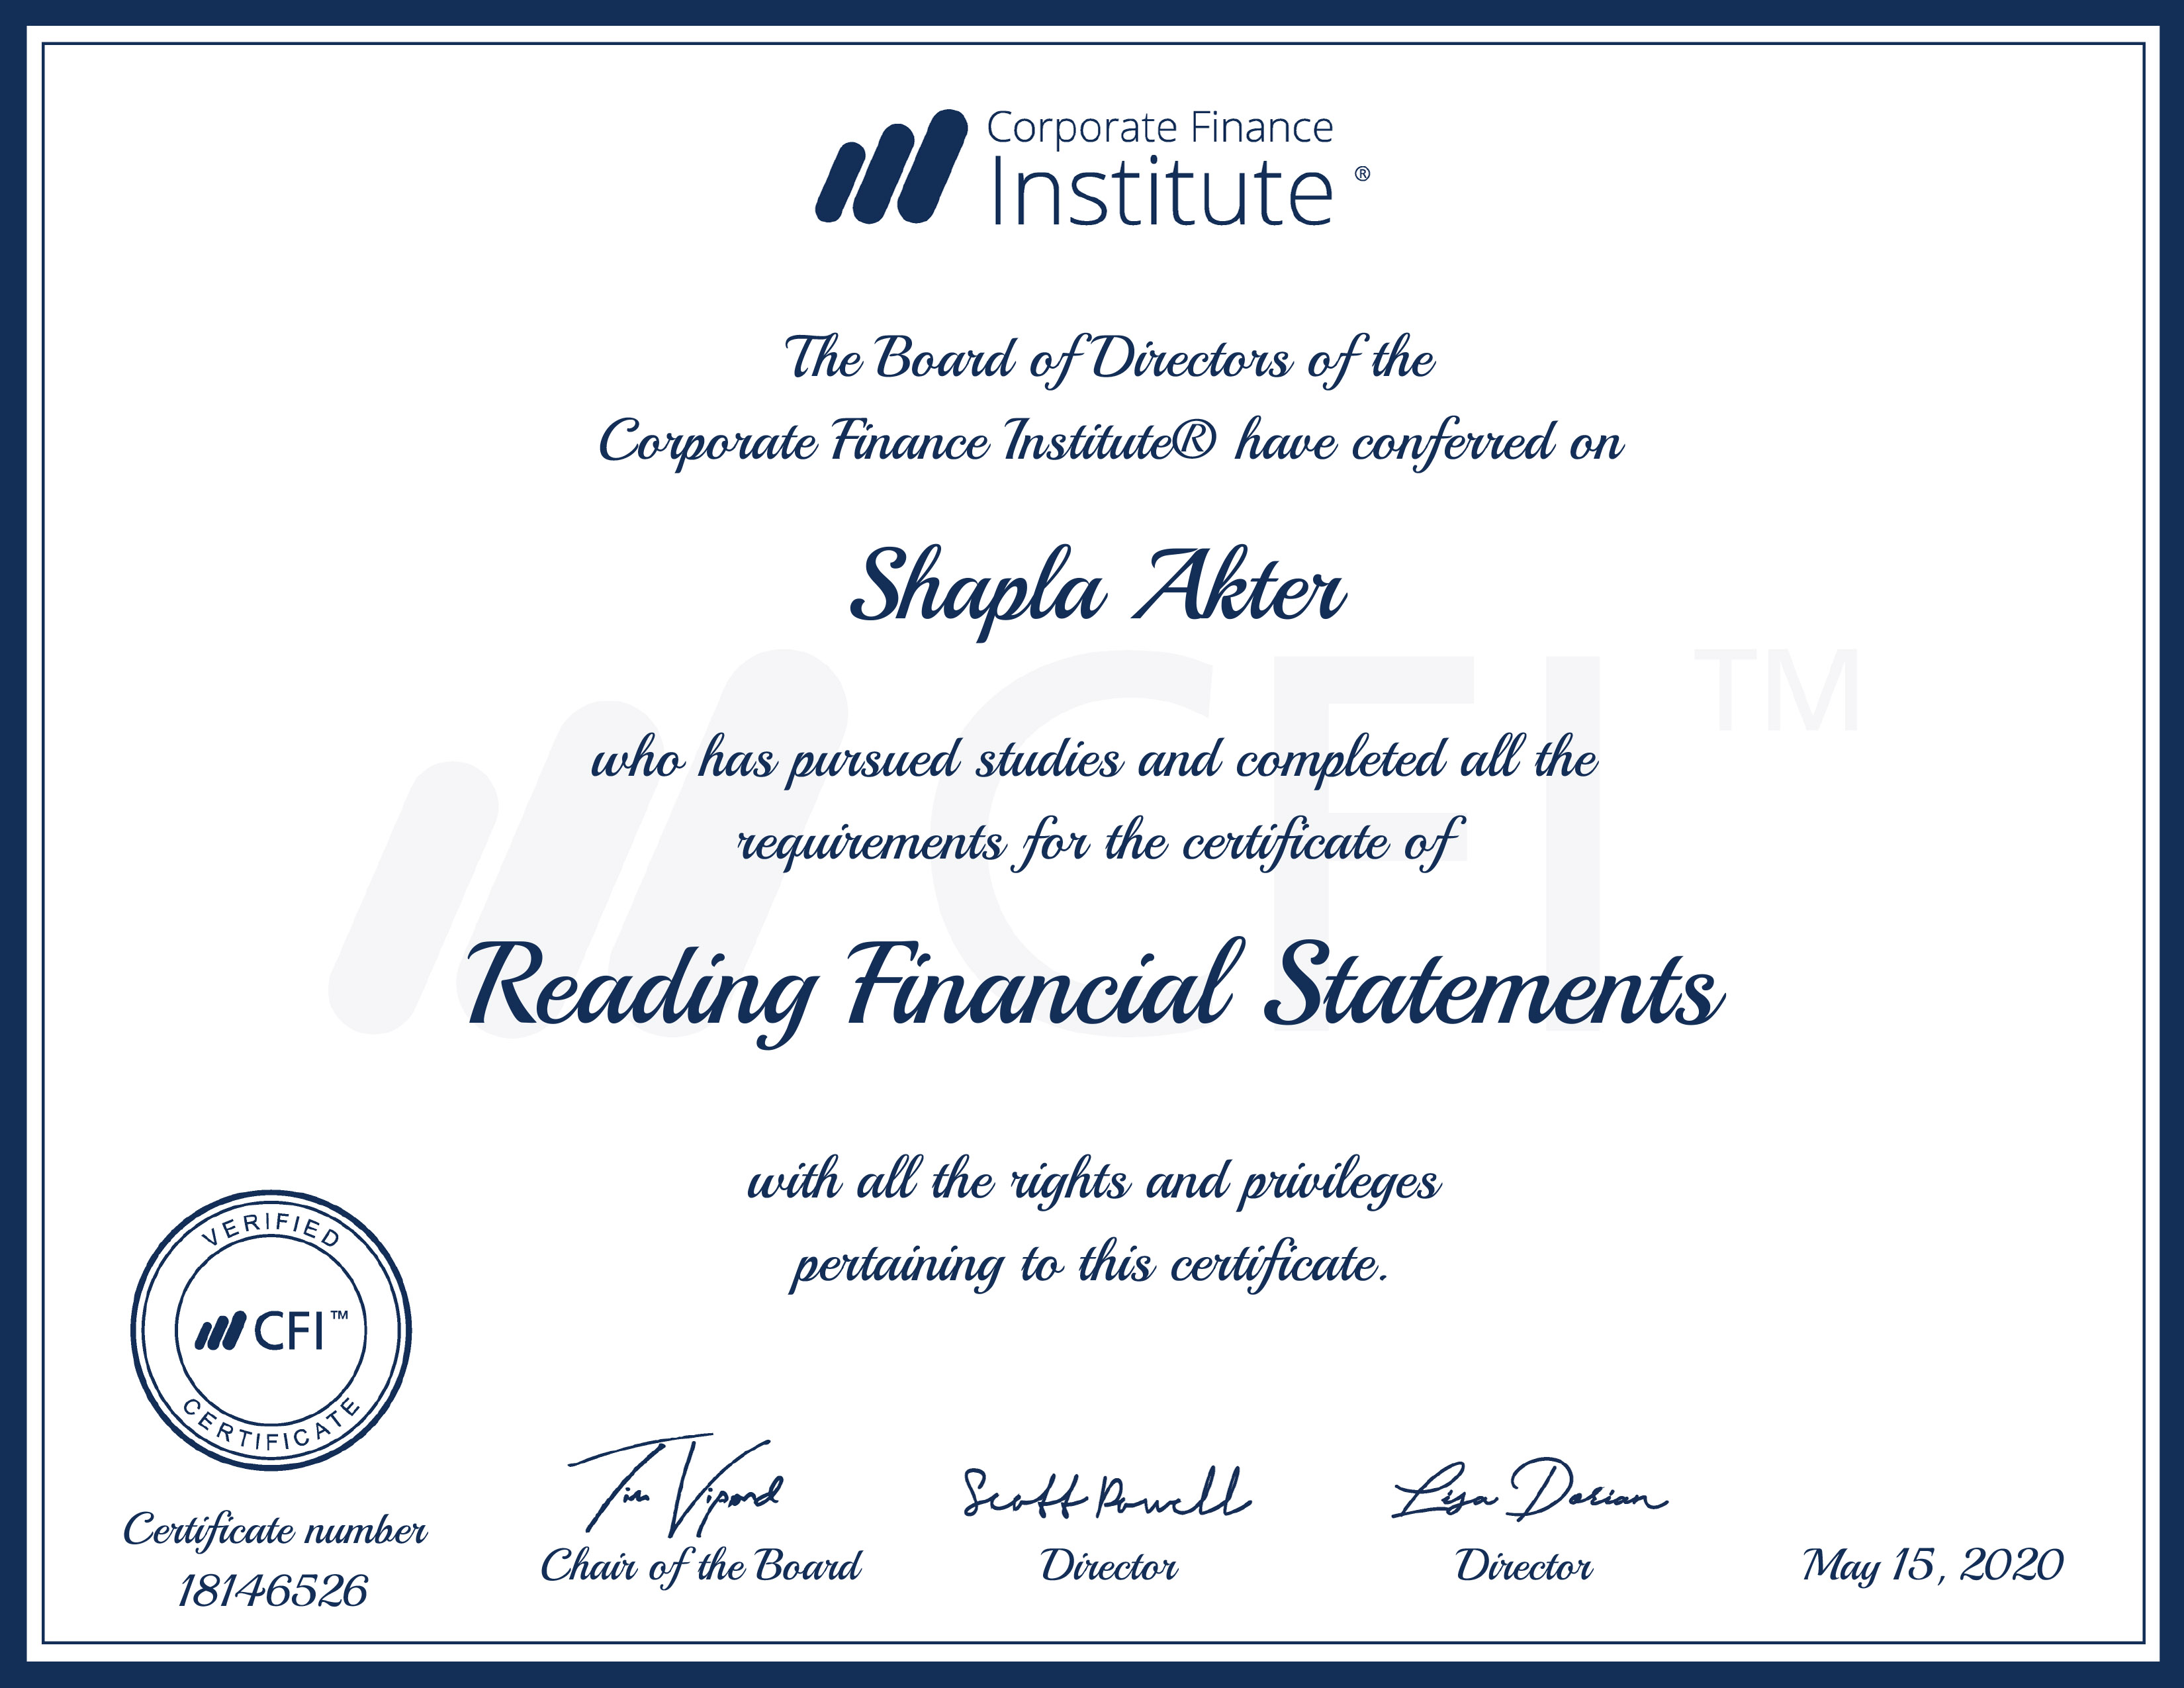 Corporate Finance
Institute ®
The Board of Directors of the
Corporate Finance Institute® have conferred on
Shapla Akter
CFI ™
who has pursued studies and completed all the
requirements for the certificate of
Reading Financial Statements
with all the rights and privileges
pertaining to this certificate.
VERIFIED
CFI™
CERTIFICATE
Certificate number
18146526
Tim Vipond
Chair of the Board
Scott Powell
Director
Lisa Dorian
Director
May 15, 2020